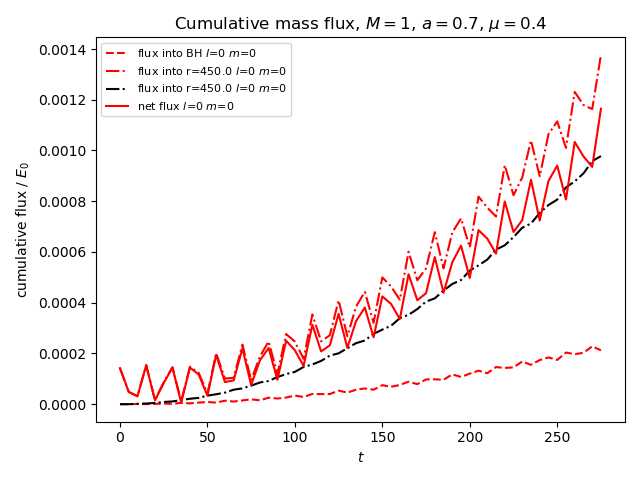 Cumulative mass flux, M = 1, a = 0.7, μ = 0.4
flux into BH l=0 m=0
flux into r=450.0 l=0 m=0
flux into r=450.0 l=0 m=0
net flux l=0 m=0
cumulative flux / E₀
0.0014
0.0012
0.0010
0.0008
0.0006
0.0004
0.0002
0.0000
0 50 100 150 200 250
t